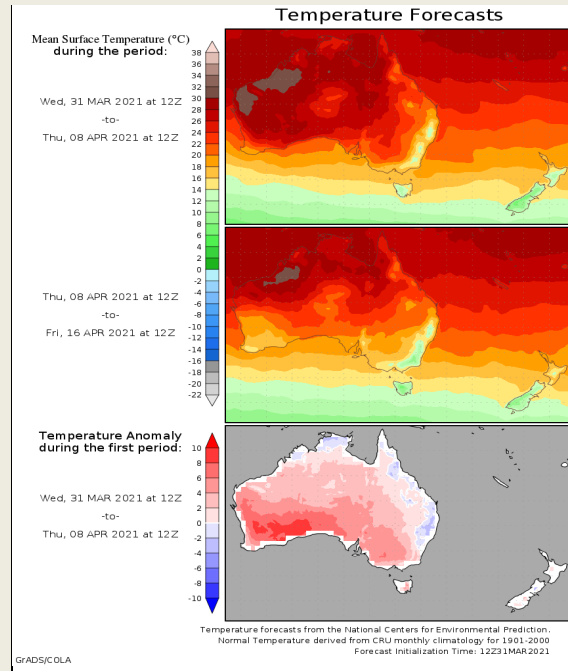 Temperature Forecasts
Mean Surface Temperature (°C)
during the period:
Wed, 31 MAR 2021 at 12Z
-to-
Thu, 08 APR 2021 at 12Z
38
36
34
32
30
28
26
24
22
20
18
16
14
12
10
8
6
4
2
0
-2
-4
-6
-8
-10
-12
-14
-16
-18
-20
-22
Thu, 08 APR 2021 at 12Z
-to-
Fri, 16 APR 2021 at 12Z
Temperature Anomaly
during the first period:
Wed, 31 MAR 2021 at 12Z
-to-
Thu, 08 APR 2021 at 12Z
10
8
6
4
2
0
-2
-4
-6
-8
-10
Temperature forecasts from the National Centers for Environmental Prediction.
Normal Temperature derived from CRU monthly climatology for 1901-2000
Forecast Initialization Time: 12Z31MAR2021
GrADS/COLA